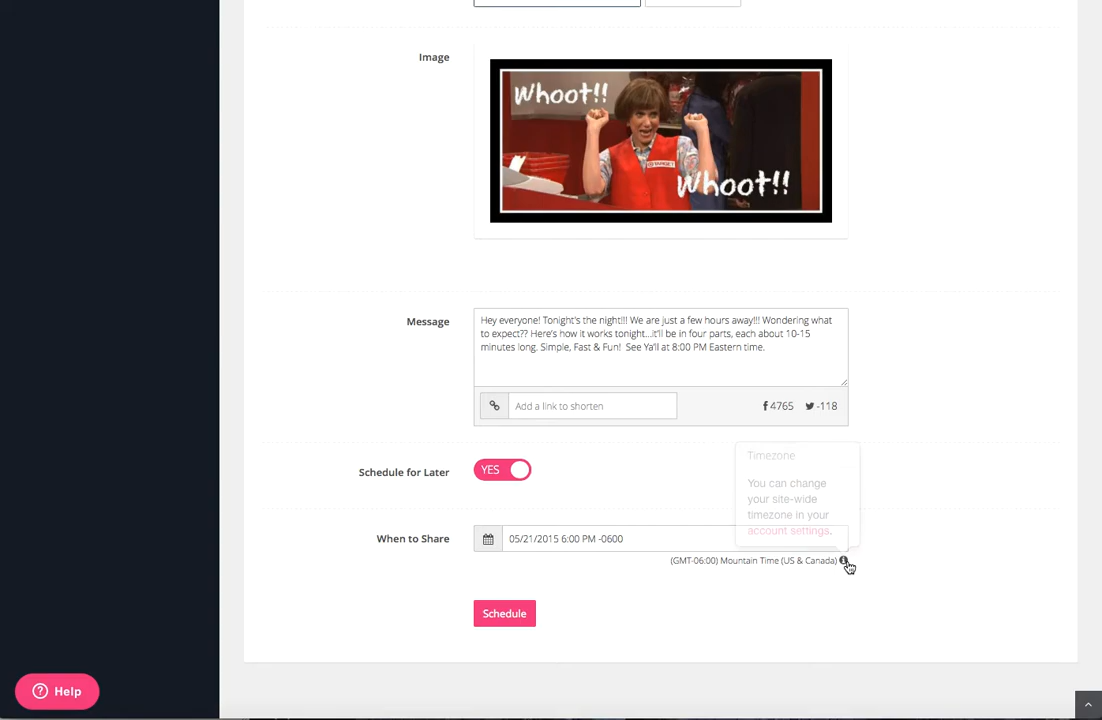 Image
Whoot!!
TARGET
Whoot!!
Message
Hey everyone! Tonight's the night!!! We are just a few hours away!!! Wondering what
to expect?? Here's how it works tonight...it'll be in four parts, each about 10-15
minutes long. Simple, Fast & Fun! See Ya'll at 8:00 PM Eastern time.
Add a link to shorten
4765
-118
Timezone
You can change
your site-wide
timezone in your
account settings.
Schedule for Later
YES
When to Share
05/21/2015 6:00 PM -0600
(GMT-06:00) Mountain Time (US & Canada)
Schedule
Help